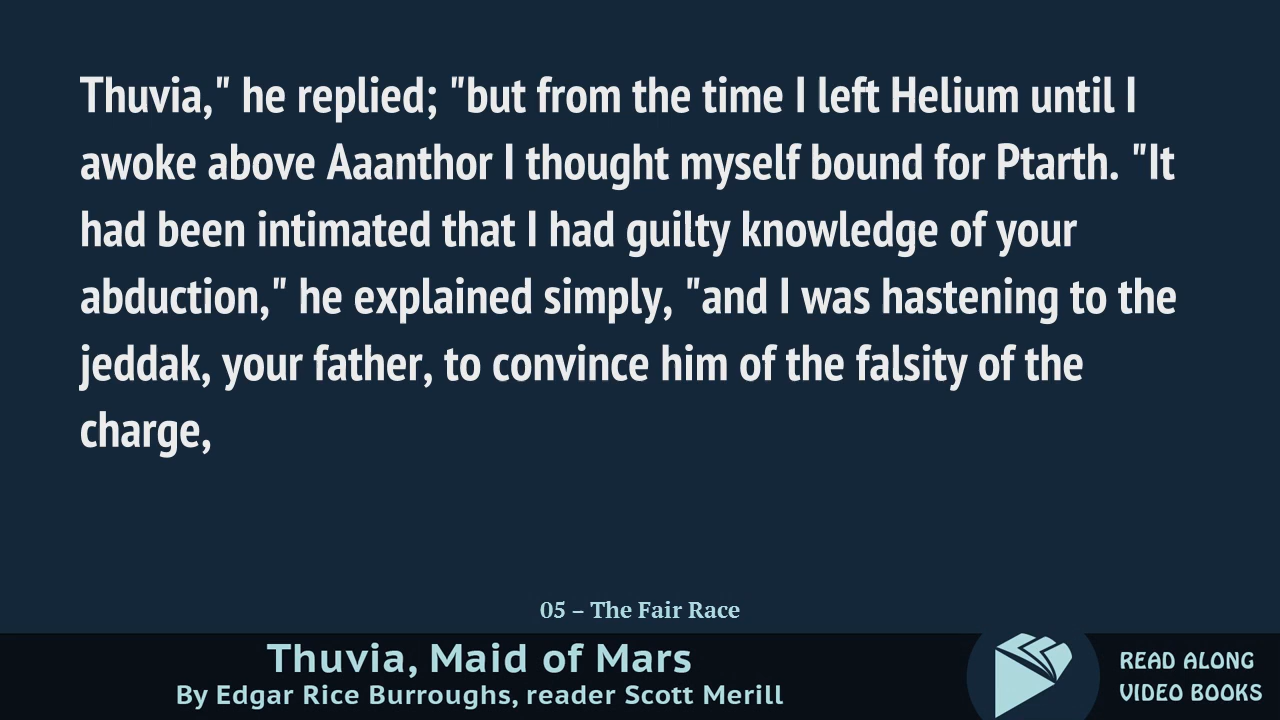 Thuvia," he replied; "but from the time I left Helium until I
awoke above Aaanthor I thought myself bound for Ptarth. "It
had been intimated that I had guilty knowledge of your
abduction," he explained simply, "and I was hastening to the
jeddak, your father, to convince him of the falsity of the
charge,
05 – The Fair Race
Thuvia, Maid of Mars
By Edgar Rice Burroughs, reader Scott Merill
READ ALONG
VIDEO BOOKS